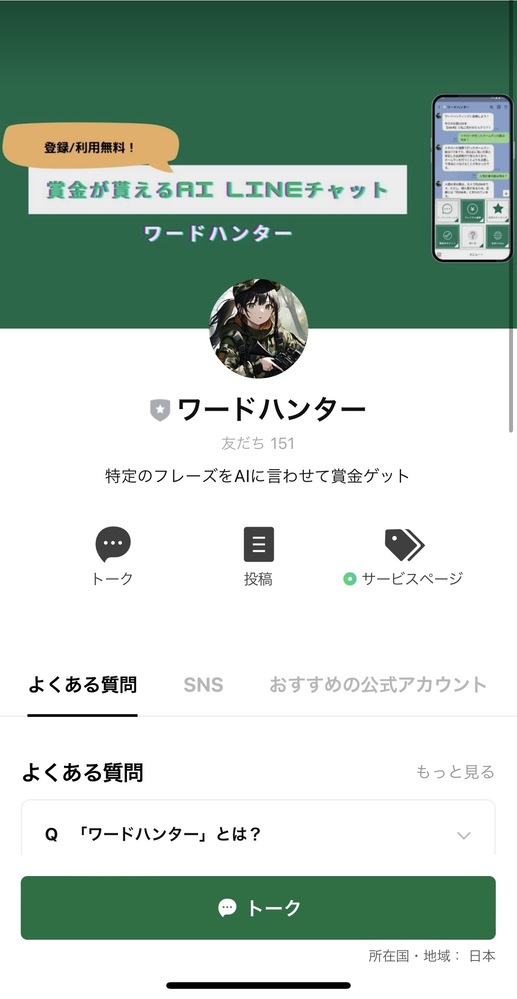 登録/利用無料！
賞金が貰えるAI LINEチャット
ワードハンター
ワードハンター
友だち 151
特定のフレーズをAIに言わせて賞金ゲット
トーク
投稿
サービスページ
よくある質問
SNS
おすすめの公式アカウント
よくある質問
もっと見る
Q 「ワードハンター」とは？
トーク
所在国・地域： 日本